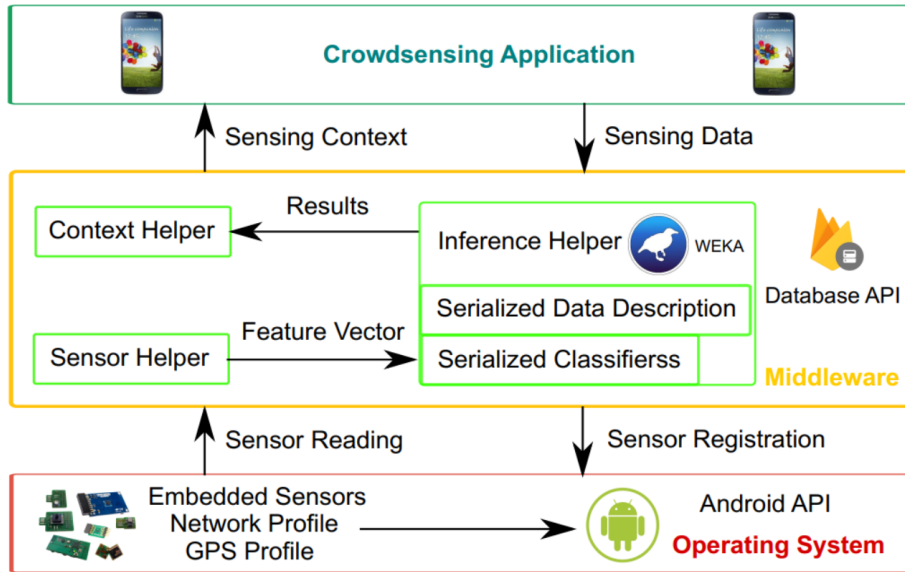 Crowdsensing Application
Sensing Context
Sensing Data
Results
Context Helper
Inference Helper
WEKA
Serialized Data Description
Database API
Feature Vector
Sensor Helper
Serialized Classifierss
Middleware
Sensor Reading
Sensor Registration
Embedded Sensors
Network Profile
GPS Profile
Android API
Operating System